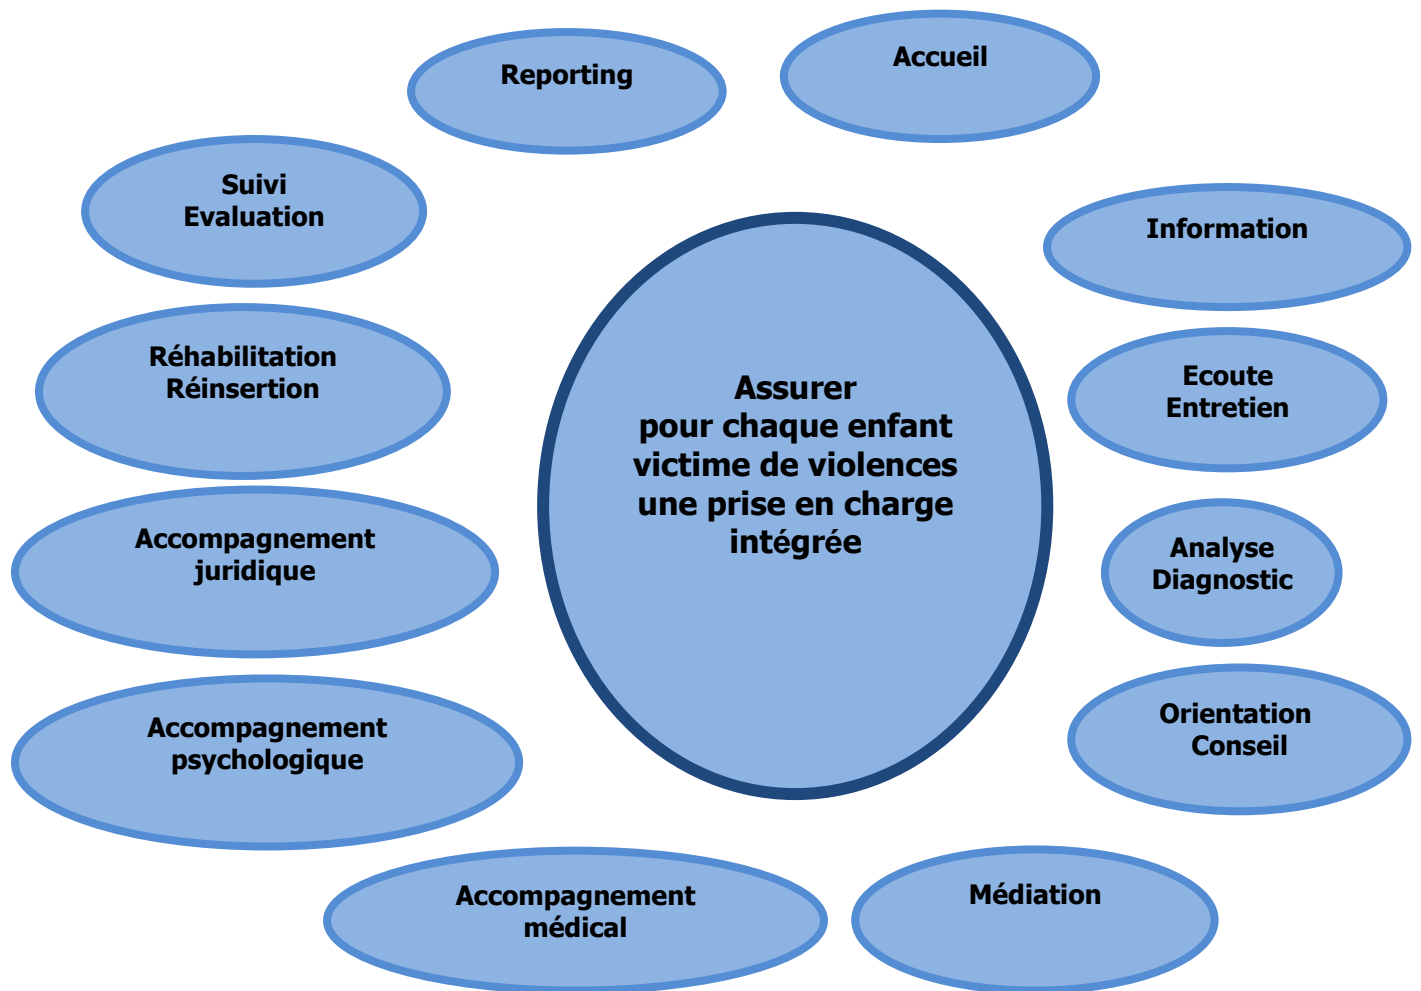 Reporting
Accueil
Suivi
Evaluation
Information
Réhabilitation
Réinsertion
Ecoute
Entretien
Assurer
pour chaque enfant
victime de violences
une prise en charge
intégrée
Accompagnement
juridique
Analyse
Diagnostic
Accompagnement
psychologique
Orientation
Conseil
Accompagnement
médical
Médiation